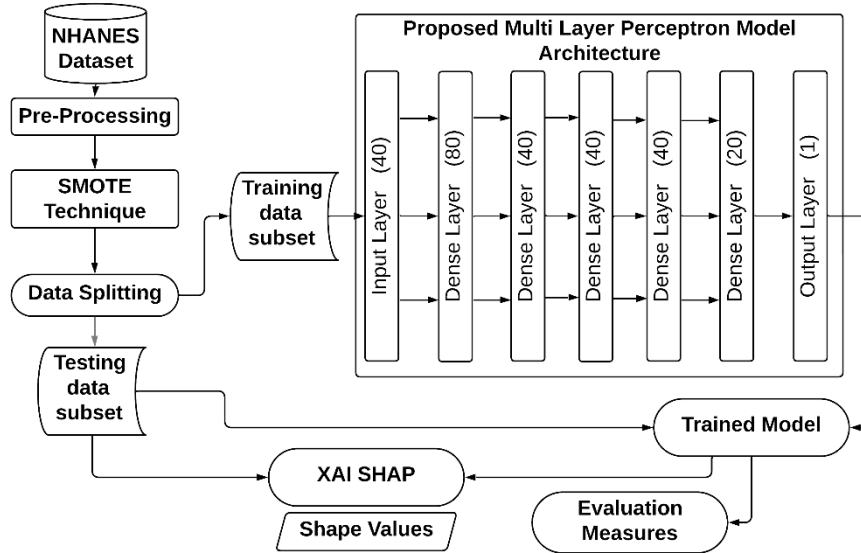 NHANES
Dataset
Pre-Processing
SMOTE
Technique
Data Splitting
Training
data
subset
Testing
data
subset
Proposed Multi Layer Perceptron Model
Architecture
Input Layer (40)
Dense Layer (80)
Dense Layer (40)
Dense Layer (40)
Dense Layer (40)
Dense Layer (20)
Output Layer (1)
Trained Model
XAI SHAP
Shape Values
Evaluation
Measures